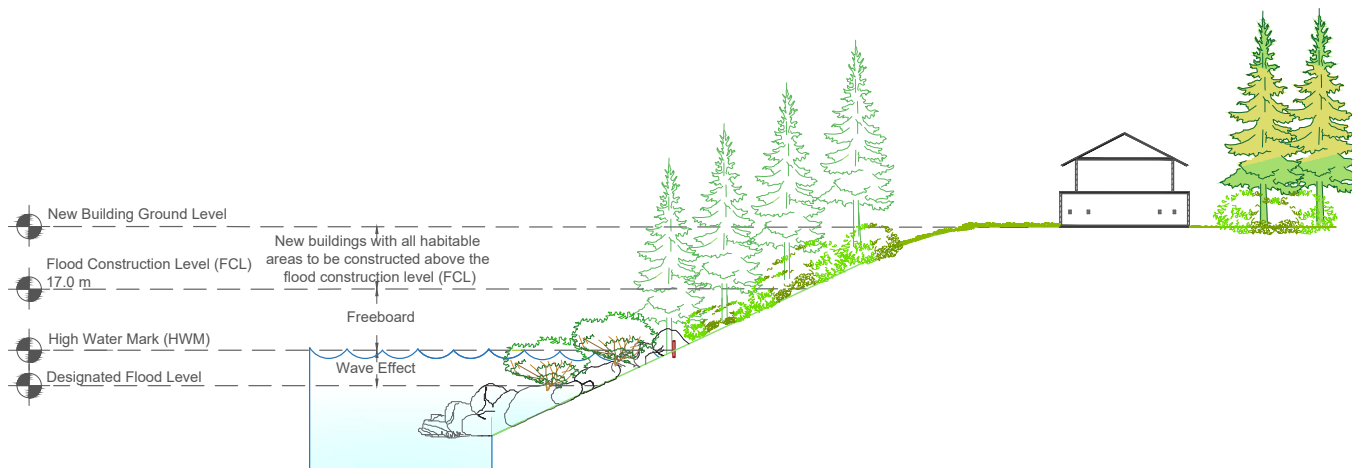 New Building Ground Level
New buildings with all habitable
areas to be constructed above the
flood construction level (FCL)
Flood Construction Level (FCL)
17.0 m
Freeboard
High Water Mark (HWM)
Wave Effect
Designated Flood Level